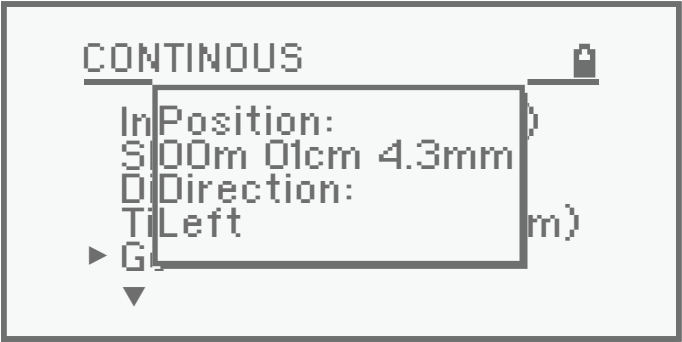 CONTINOUS
Position:
00m 01cm 4.3mm
Direction:
Left